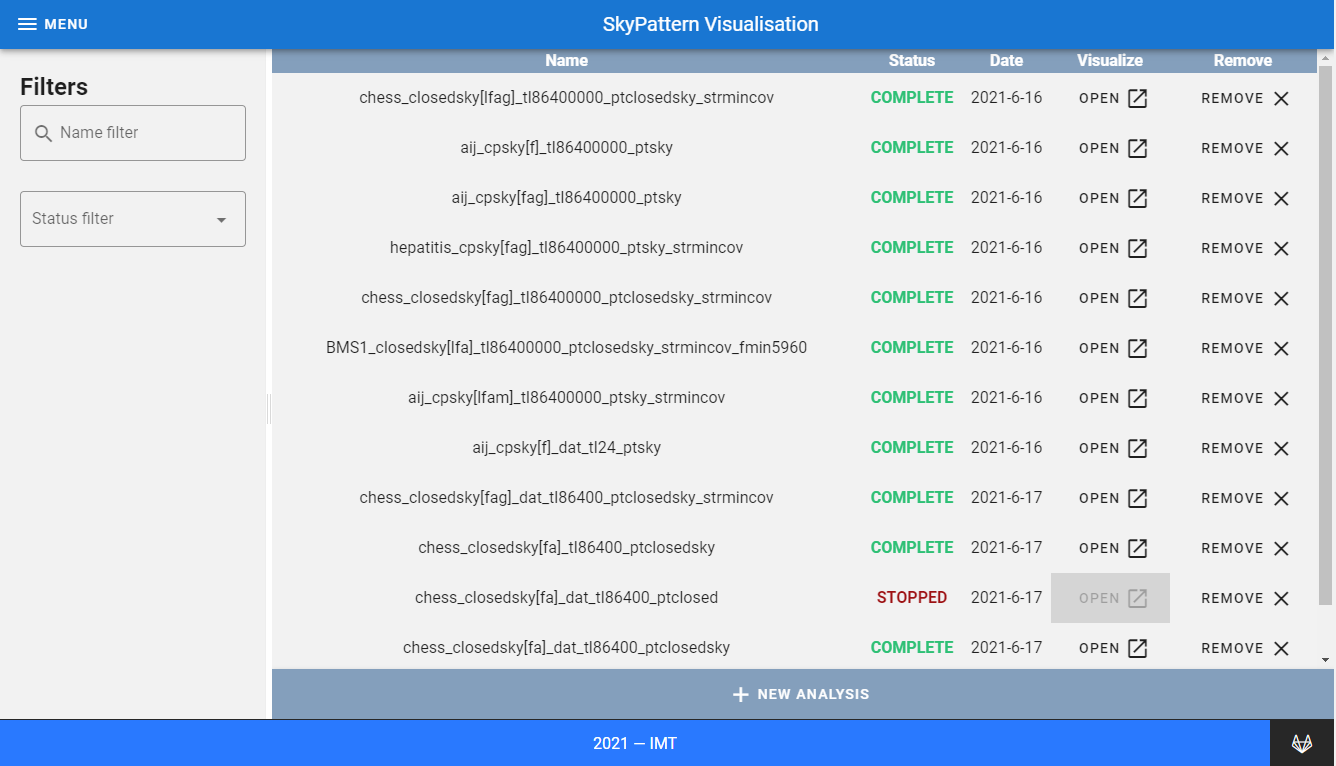 MENU
SkyPattern Visualisation
Filters
Name filter
Status filter
Name Status Date Visualize Remove
chess_closedsky[lfag]_tl86400000_ptclosedsky_strmincov COMPLETE 2021-6-16 OPEN REMOVE
aij_cpsky[f]_tl86400000_ptsky COMPLETE 2021-6-16 OPEN REMOVE
aij_cpsky[fag]_tl86400000_ptsky COMPLETE 2021-6-16 OPEN REMOVE
hepatitis_cpsky[fag]_tl86400000_ptsky_strmincov COMPLETE 2021-6-16 OPEN REMOVE
chess_closedsky[fag]_tl86400000_ptclosedsky_strmincov COMPLETE 2021-6-16 OPEN REMOVE
BMS1_closedsky[lfa]_tl86400000_ptclosedsky_strmincov_fmin5960 COMPLETE 2021-6-16 OPEN REMOVE
aij_cpsky[lfam]_tl86400000_ptsky_strmincov COMPLETE 2021-6-16 OPEN REMOVE
aij_cpsky[f]_dat_tl24_ptsky COMPLETE 2021-6-16 OPEN REMOVE
chess_closedsky[fag]_dat_tl86400_ptclosedsky_strmincov COMPLETE 2021-6-17 OPEN REMOVE
chess_closedsky[fa]_tl86400_ptclosedsky COMPLETE 2021-6-17 OPEN REMOVE
chess_closedsky[fa]_dat_tl86400_ptclosed STOPPED 2021-6-17 OPEN REMOVE
chess_closedsky[fa]_dat_tl86400_ptclosedsky COMPLETE 2021-6-17 OPEN REMOVE
NEW ANALYSIS
2021 — IMT